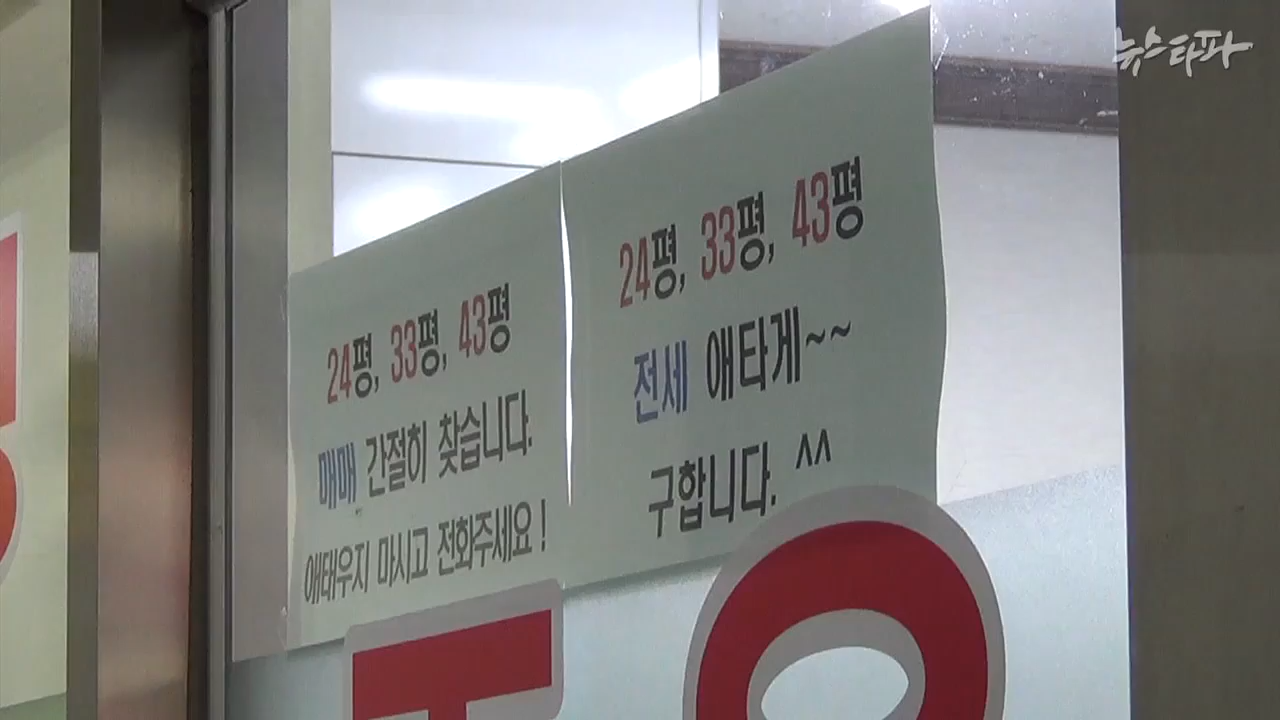 뉴스타파
24평, 33평, 43평
매매 간절히 찾습니다.
애태우지 마시고 전화주세요!
24평, 33평, 43평
전세 애타게~~
구합니다. ^^